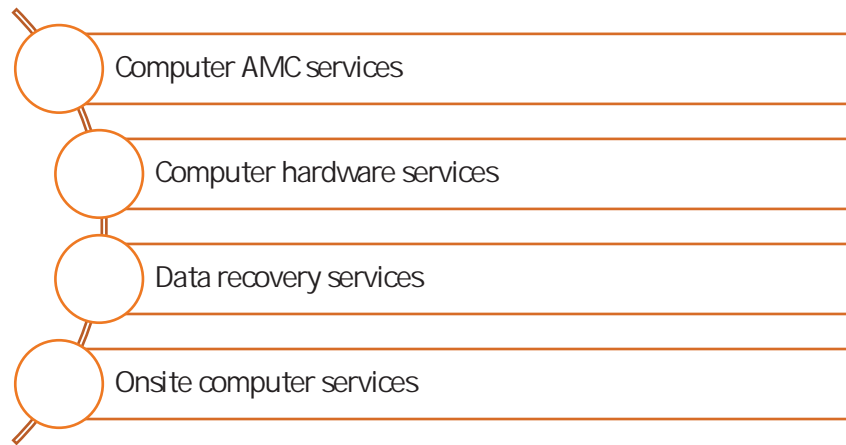 Computer AMC services
Computer hardware services
Data recovery services
Onsite computer services